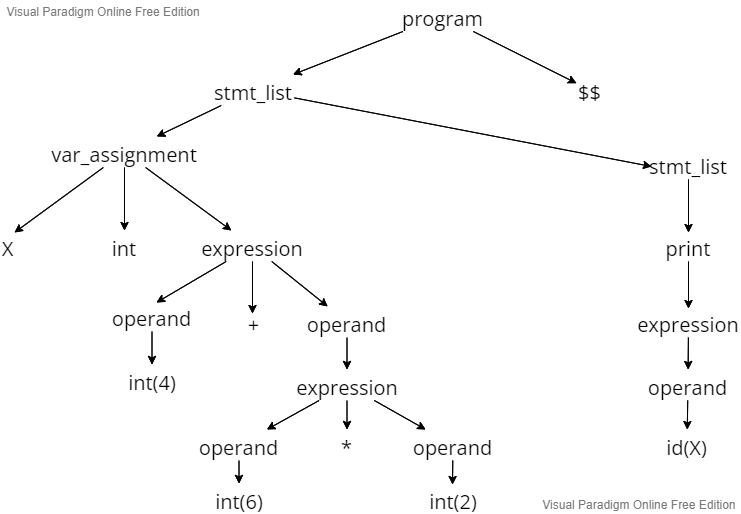 Visual Paradigm Online Free Edition
program
stmt_list
$$
var_assignment
stmt_list
X
int
expression
print
operand
+
operand
expression
int(4)
expression
operand
operand
*
operand
id(X)
int(6)
int(2)
Visual Paradigm Online Free Edition